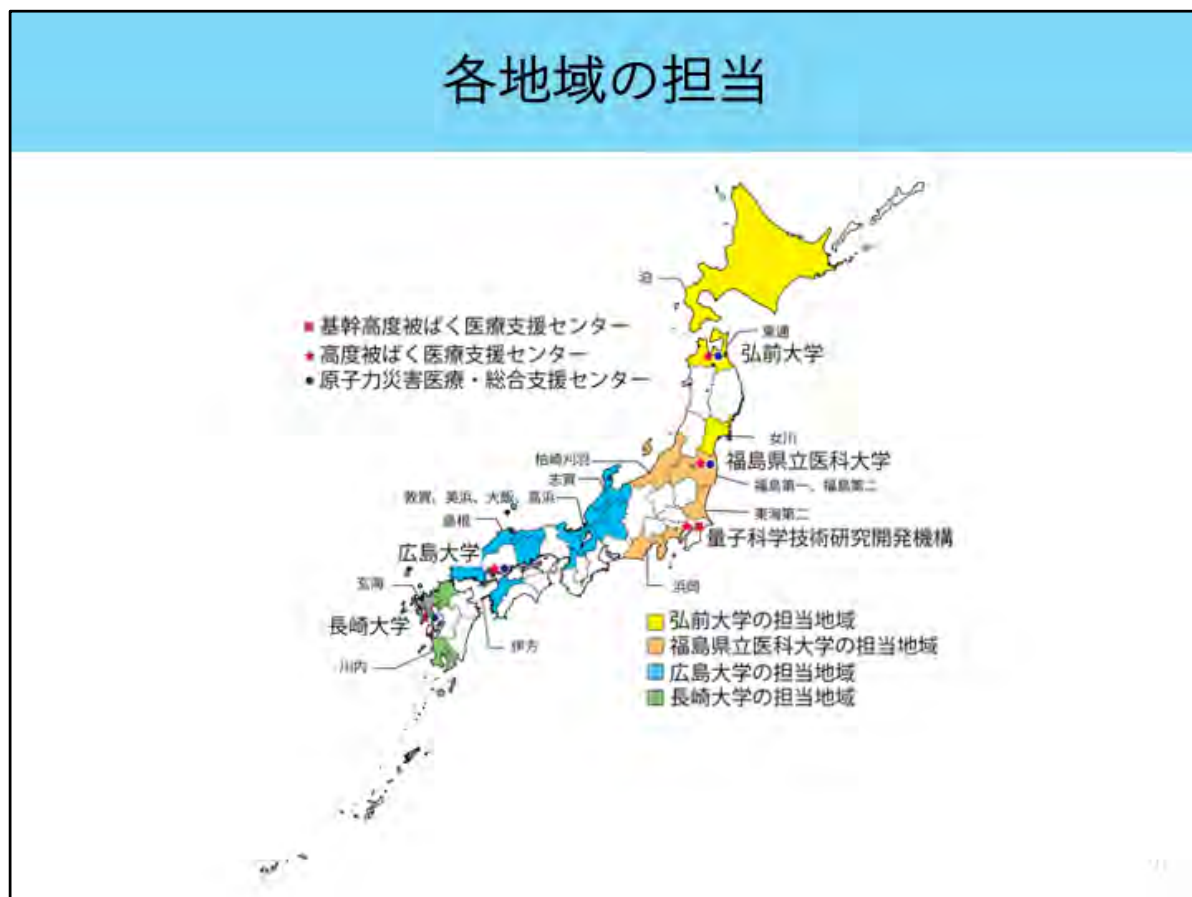 各地域の担当
泊
■基幹高度被ばく医療支援センター
★高度被ばく医療支援センター
●原子力災害医療・総合支援センター
東通
弘前大学
女川
柏崎刈羽
福島県立医科大学
志賀
福島第一、福島第二
敦賀、美浜、大飯、高浜
東海第二
島根
量子科学技術研究開発機構
広島大学
浜岡
玄海
長崎大学
伊方
川内
弘前大学の担当地域
福島県立医科大学の担当地域
広島大学の担当地域
長崎大学の担当地域